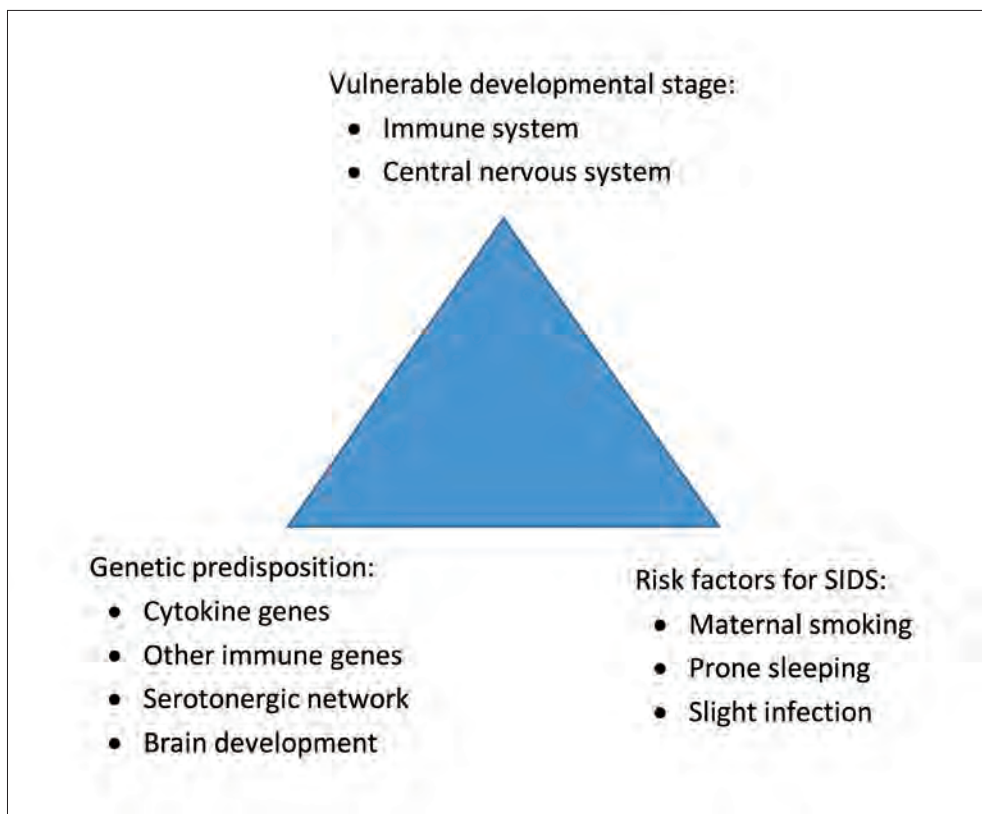 Vulnerable developmental stage:
• Immune system
• Central nervous system
Genetic predisposition:
• Cytokine genes
• Other immune genes
• Serotonergic network
• Brain development
Risk factors for SIDS:
• Maternal smoking
• Prone sleeping
• Slight infection